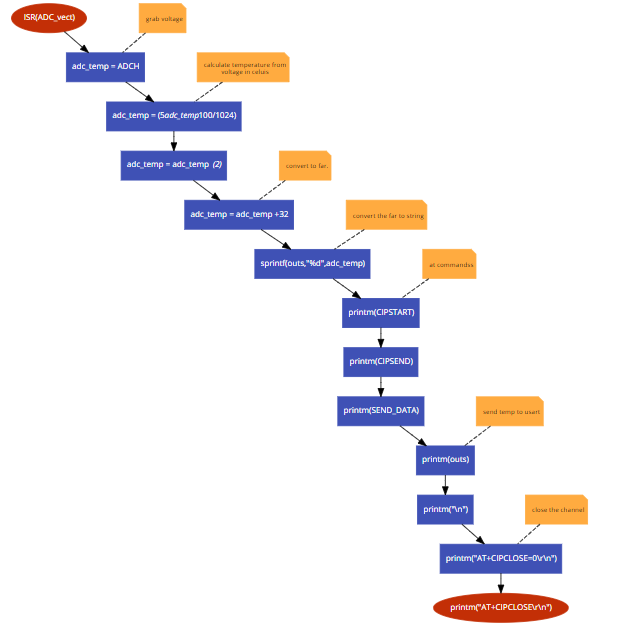 ISR(ADC_vect)
grab voltage
adc_temp = ADCH
calculate temperature from
voltage in celuis
adc_temp = (5adc_temp100/1024)
adc_temp = adc_temp (2)
convert to far.
adc_temp = adc_temp +32
convert the far to string
sprintf(outs,"%d",adc_temp)
at commandss
printm(CIPSTART)
printm(CIPSEND)
printm(SEND_DATA)
send temp to usart
printm(outs)
printm("\n")
close the channel
printm("AT+CIPCLOSE=0\r\n")
printm("AT+CIPCLOSE\r\n")